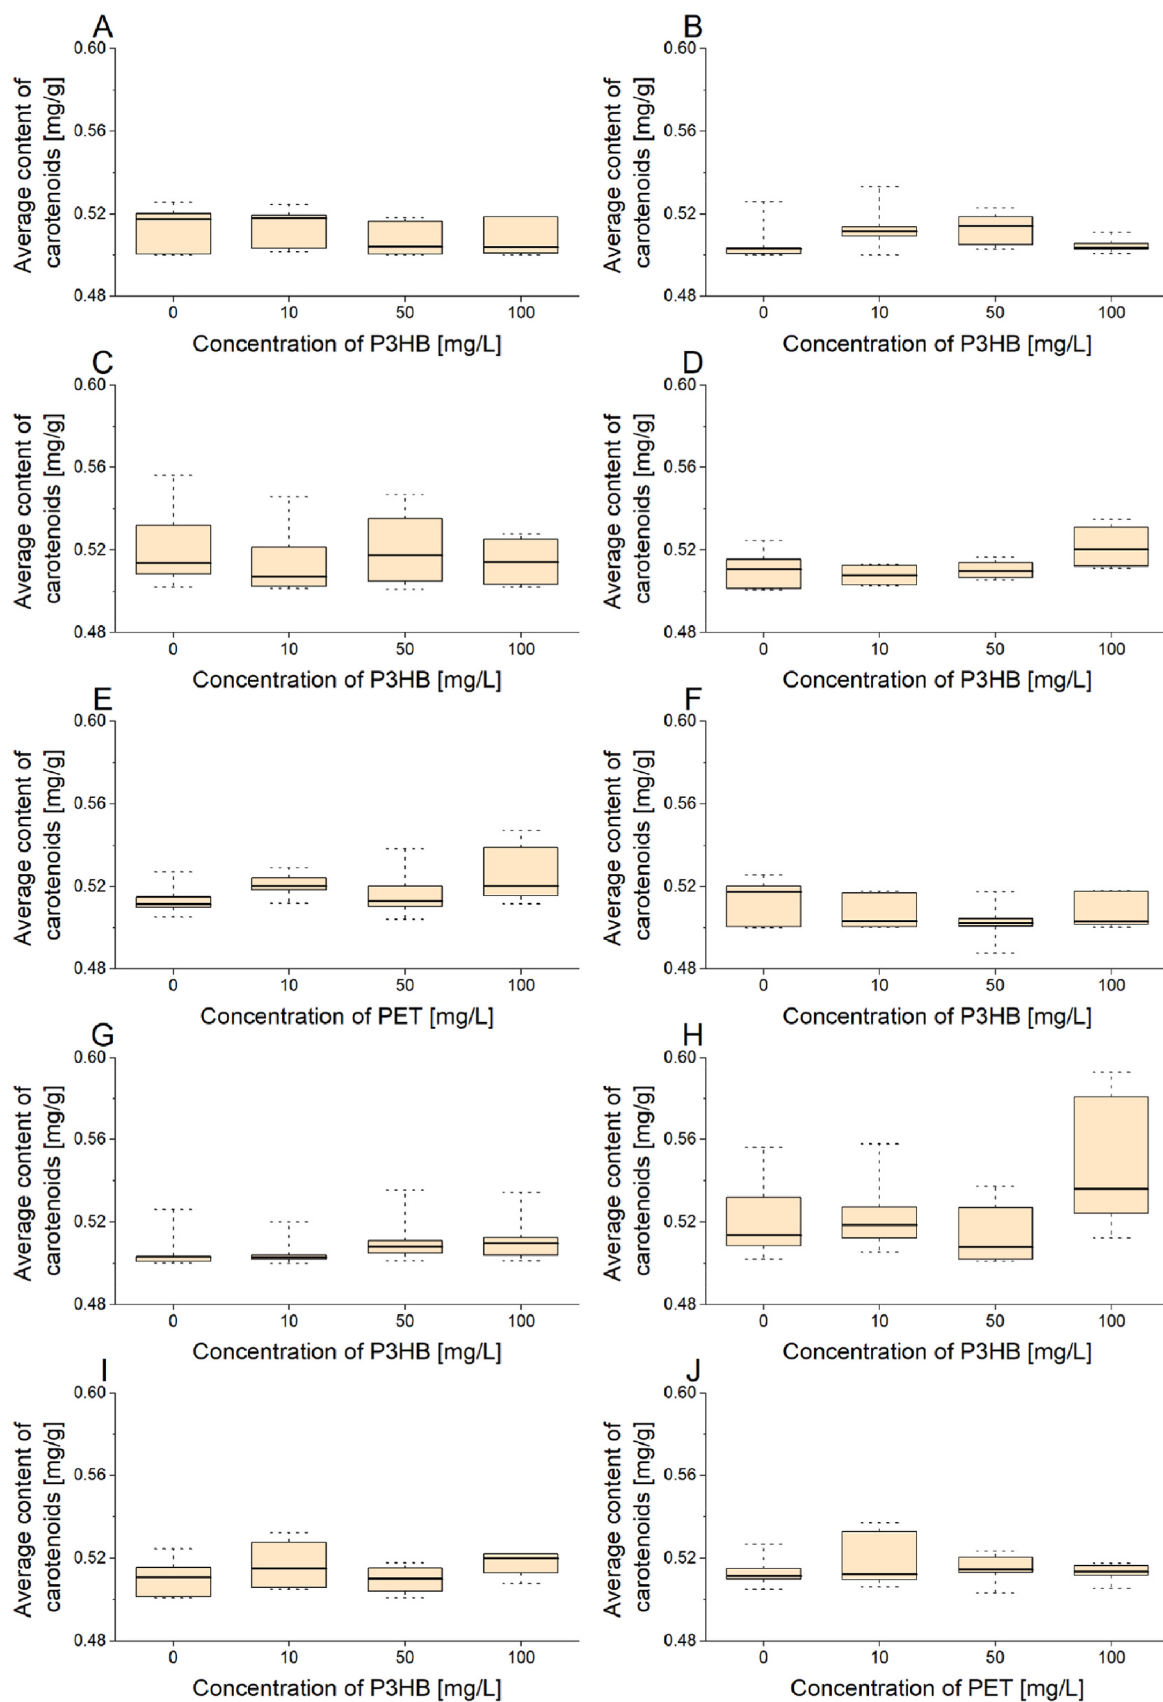 A
Average content of
carotenoids [mg/g]
0.60
0.56
0.52
0.48
0 10 50 100
Concentration of P3HB [mg/L]
B
Average content of
carotenoids [mg/g]
0.60
0.56
0.52
0.48
0 10 50 100
Concentration of P3HB [mg/L]
C
Average content of
carotenoids [mg/g]
0.60
0.56
0.52
0.48
0 10 50 100
Concentration of P3HB [mg/L]
D
Average content of
carotenoids [mg/g]
0.60
0.56
0.52
0.48
0 10 50 100
Concentration of P3HB [mg/L]
E
Average content of
carotenoids [mg/g]
0.60
0.56
0.52
0.48
0 10 50 100
Concentration of PET [mg/L]
F
Average content of
carotenoids [mg/g]
0.60
0.56
0.52
0.48
0 10 50 100
Concentration of P3HB [mg/L]
G
Average content of
carotenoids [mg/g]
0.60
0.56
0.52
0.48
0 10 50 100
Concentration of P3HB [mg/L]
H
Average content of
carotenoids [mg/g]
0.60
0.56
0.52
0.48
0 10 50 100
Concentration of P3HB [mg/L]
I
Average content of
carotenoids [mg/g]
0.60
0.56
0.52
0.48
0 10 50 100
Concentration of P3HB [mg/L]
J
Average content of
carotenoids [mg/g]
0.60
0.56
0.52
0.48
0 10 50 100
Concentration of PET [mg/L]